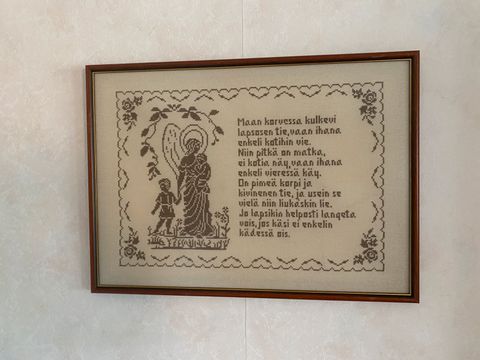 Maan korvessa kulkevi
lapsosen tie, vaan ihana
enkeli kotihin vie.
Niin pitkä on matka,
ei kotia näy, vaan ihana
enkeli vieressä käy.
On pimeä korpi ja
kivinenen tie, ja usein se
vielä niin liukaskin lie.
Jo lapsikin helposti langeta
vois, jos käsi ei enkelin
kädessä ois.